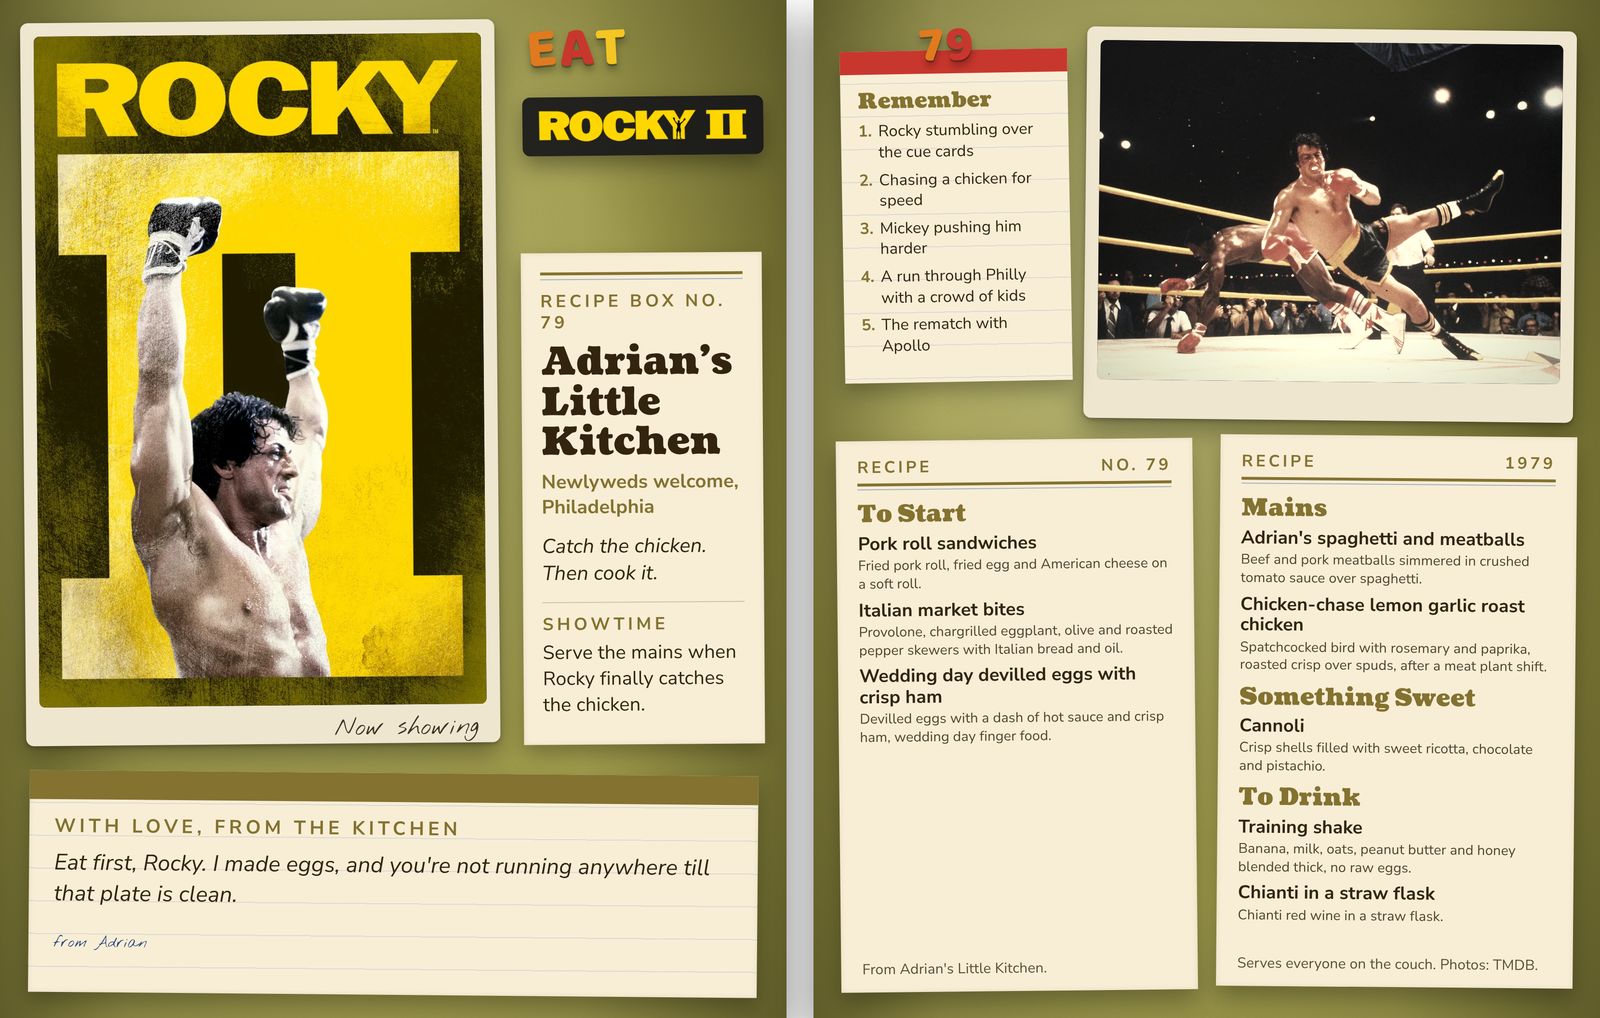 ROCKY
II
Now showing
EAT
ROCKY II
RECIPE BOX NO.
79
Adrian’s
Little
Kitchen
Newlyweds welcome,
Philadelphia
Catch the chicken.
Then cook it.
SHOWTIME
Serve the mains when
Rocky finally catches
the chicken.
WITH LOVE, FROM THE KITCHEN
Eat first, Rocky. I made eggs, and you're not running anywhere till
that plate is clean.
from Adrian
79
Remember
1. Rocky stumbling over
the cue cards
2. Chasing a chicken for
speed
3. Mickey pushing him
harder
4. A run through Philly
with a crowd of kids
5. The rematch with
Apollo
RECIPE NO. 79
To Start
Pork roll sandwiches
Fried pork roll, fried egg and American cheese on
a soft roll.
Italian market bites
Provolone, chargrilled eggplant, olive and roasted
pepper skewers with Italian bread and oil.
Wedding day devilled eggs with
crisp ham
Devilled eggs with a dash of hot sauce and crisp
ham, wedding day finger food.
From Adrian's Little Kitchen.
RECIPE 1979
Mains
Adrian's spaghetti and meatballs
Beef and pork meatballs simmered in crushed
tomato sauce over spaghetti.
Chicken-chase lemon garlic roast
chicken
Spatchcocked bird with rosemary and paprika,
roasted crisp over spuds, after a meat plant shift.
Something Sweet
Cannoli
Crisp shells filled with sweet ricotta, chocolate
and pistachio.
To Drink
Training shake
Banana, milk, oats, peanut butter and honey
blended thick, no raw eggs.
Chianti in a straw flask
Chianti red wine in a straw flask.
Serves everyone on the couch. Photos: TMDB.